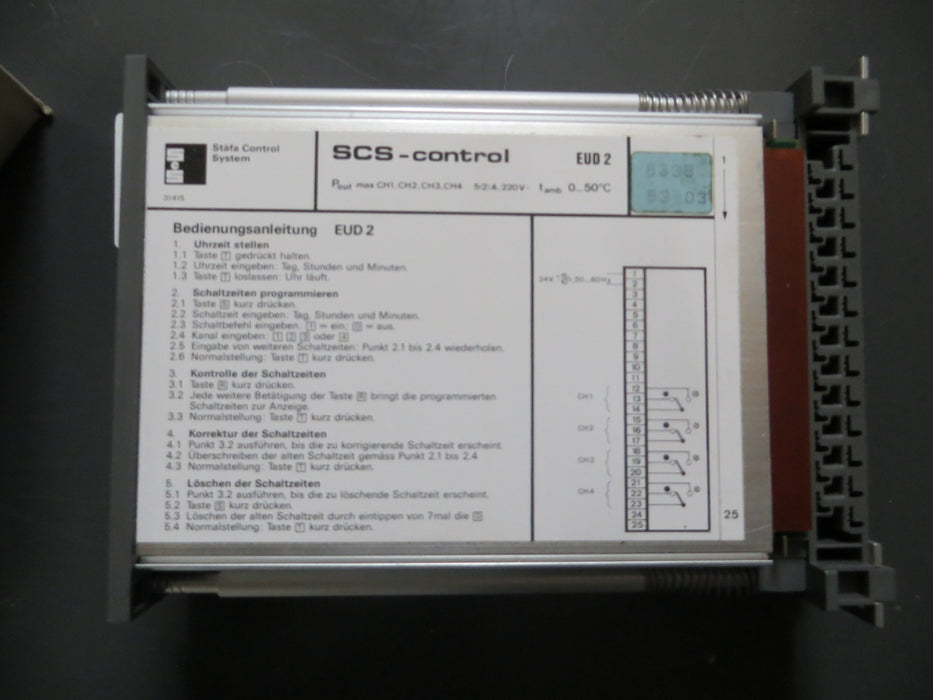 Stäfa Control
System
31415
SCS-control EUD 2
Pout max CH1, CH2, CH3, CH4 5(2) A, 220V~ tamb 0...50°C
8338
53-03
1
Bedienungsanleitung EUD 2
1. Uhrzeit stellen
1.1 Taste T gedrückt halten.
1.2 Uhrzeit eingeben: Tag, Stunden und Minuten.
1.3 Taste T loslassen: Uhr läuft.
2. Schaltzeiten programmieren
2.1 Taste S kurz drücken.
2.2 Schaltzeit eingeben: Tag, Stunden und Minuten.
2.3 Schaltbefehl eingeben: 1 = ein; 0 = aus.
2.4 Kanal eingeben: 1 2 3 oder 4
2.5 Eingabe von weiteren Schaltzeiten: Punkt 2.1 bis 2.4 wiederholen.
2.6 Normalstellung: Taste T kurz drücken.
3. Kontrolle der Schaltzeiten
3.1 Taste R kurz drücken.
3.2 Jede weitere Betätigung der Taste R bringt die programmierten
Schaltzeiten zur Anzeige.
3.3 Normalstellung: Taste T kurz drücken.
4. Korrektur der Schaltzeiten
4.1 Punkt 3.2 ausführen, bis die zu korrigierende Schaltzeit erscheint.
4.2 Überschreiben der alten Schaltzeit gemäss Punkt 2.1 bis 2.4
4.3 Normalstellung: Taste T kurz drücken.
5. Löschen der Schaltzeiten
5.1 Punkt 3.2 ausführen, bis die zu löschende Schaltzeit erscheint.
5.2 Taste S kurz drücken.
5.3 Löschen der alten Schaltzeit durch eintippen von 7mal die 0
5.4 Normalstellung: Taste T kurz drücken.
24V 50...60Hz
1
2
3
4
5
6
7
8
9
10
11
12
CH1 13
14
15
CH2 16
17
18
CH3 19
20
21
CH4 22
23
24
25
25